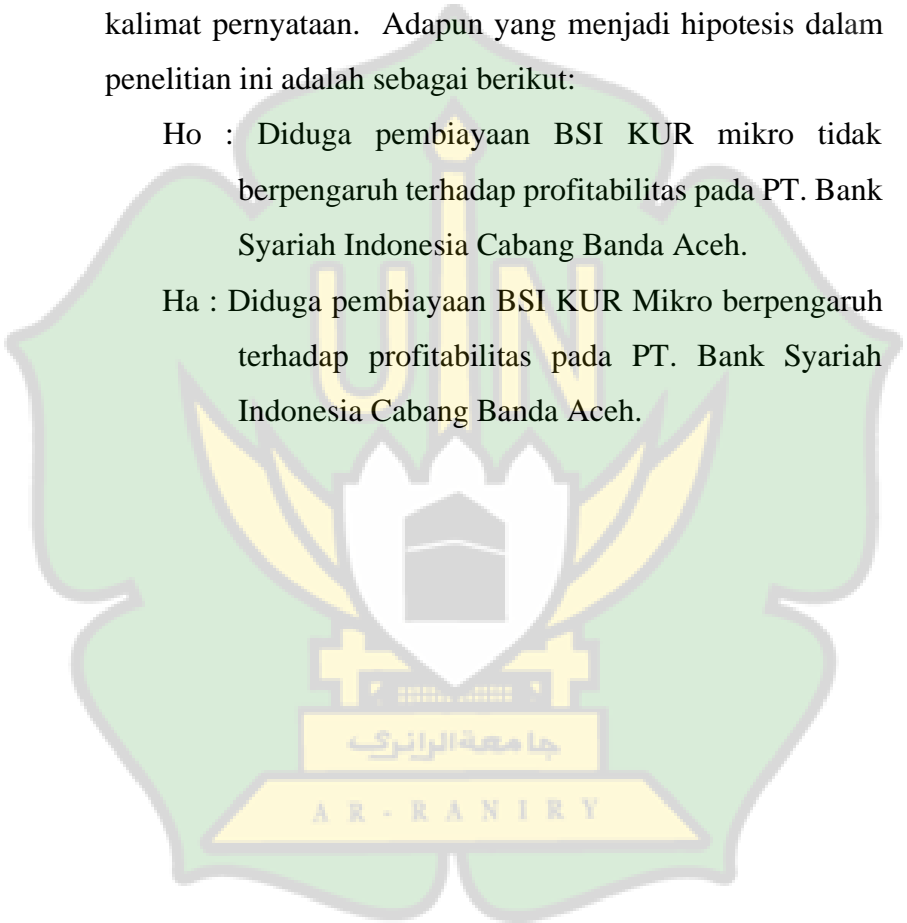 kalimat pernyataan. Adapun yang menjadi hipotesis dalam
penelitian ini adalah sebagai berikut:
Ho : Diduga pembiayaan BSI KUR mikro tidak
berpengaruh terhadap profitabilitas pada PT. Bank
Syariah Indonesia Cabang Banda Aceh.
Ha : Diduga pembiayaan BSI KUR Mikro berpengaruh
terhadap profitabilitas pada PT. Bank Syariah
Indonesia Cabang Banda Aceh.
UIN
جامعة الرانري
AR-RANIRY